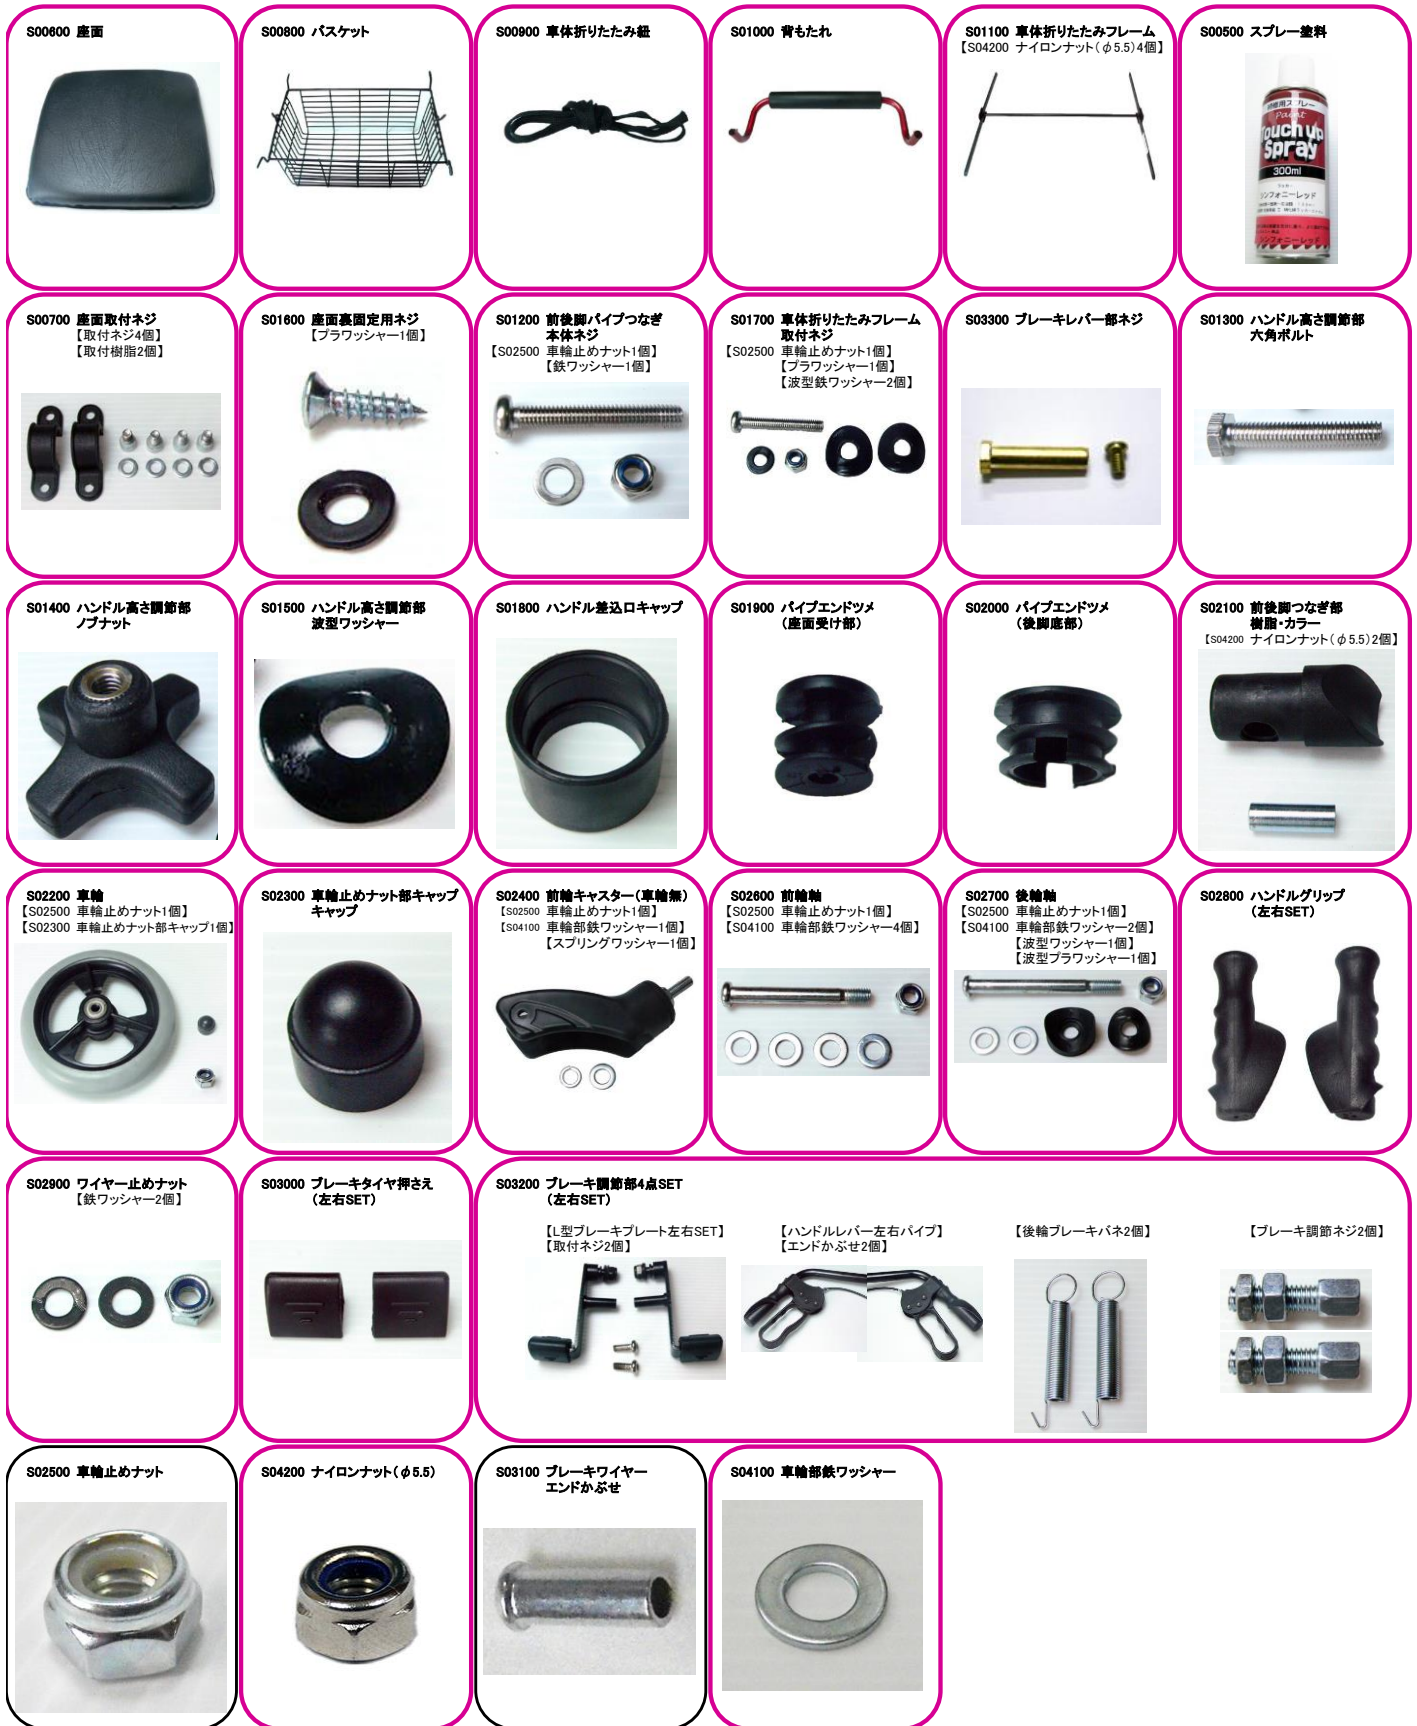 S00600 座面
S00800 バスケット
S00900 車体折りたたみ紐
S01000 背もたれ
S01100 車体折りたたみフレーム
【S04200 ナイロンナット(φ5.5)4個】
S00500 スプレー塗料
補修用スプレー
Paint
Touch up
Spray
300ml
シンフォニーレッド
シンフォニーレッド
S00700 座面取付ネジ
【取付ネジ4個】
【取付樹脂2個】
S01600 座面裏固定用ネジ
【プラワッシャー1個】
S01200 前後脚パイプつなぎ
本体ネジ
【S02500 車輪止めナット1個】
【鉄ワッシャー1個】
S01700 車体折りたたみフレーム
取付ネジ
【S02500 車輪止めナット1個】
【プラワッシャー1個】
【波型鉄ワッシャー2個】
S03300 ブレーキレバー部ネジ
S01300 ハンドル高さ調節部
六角ボルト
S01400 ハンドル高さ調節部
ノブナット
S01500 ハンドル高さ調節部
波型ワッシャー
S01800 ハンドル差込口キャップ
S01900 パイプエンドツメ
(座面受け部)
S02000 パイプエンドツメ
(後脚底部)
S02100 前後脚つなぎ部
樹脂・カラー
【S04200 ナイロンナット(φ5.5)2個】
S02200 車輪
【S02500 車輪止めナット1個】
【S02300 車輪止めナット部キャップ1個】
S02300 車輪止めナット部キャップ
キャップ
S02400 前輪キャスター(車輪無)
【S02500 車輪止めナット1個】
【S04100 車輪部鉄ワッシャー1個】
【スプリングワッシャー1個】
S02600 前輪軸
【S02500 車輪止めナット1個】
【S04100 車輪部鉄ワッシャー4個】
S02700 後輪軸
【S02500 車輪止めナット1個】
【S04100 車輪部鉄ワッシャー2個】
【波型ワッシャー1個】
【波型プラワッシャー1個】
S02800 ハンドルグリップ
(左右SET)
S02900 ワイヤー止めナット
【鉄ワッシャー2個】
S03000 ブレーキタイヤ押さえ
(左右SET)
S03200 ブレーキ調節部4点SET
(左右SET)
【L型ブレーキプレート左右SET】
【取付ネジ2個】
【ハンドルレバー左右パイプ】
【エンドかぶせ2個】
【後輪ブレーキバネ2個】
【ブレーキ調節ネジ2個】
S02500 車輪止めナット
S04200 ナイロンナット(φ5.5)
S03100 ブレーキワイヤー
エンドかぶせ
S04100 車輪部鉄ワッシャー